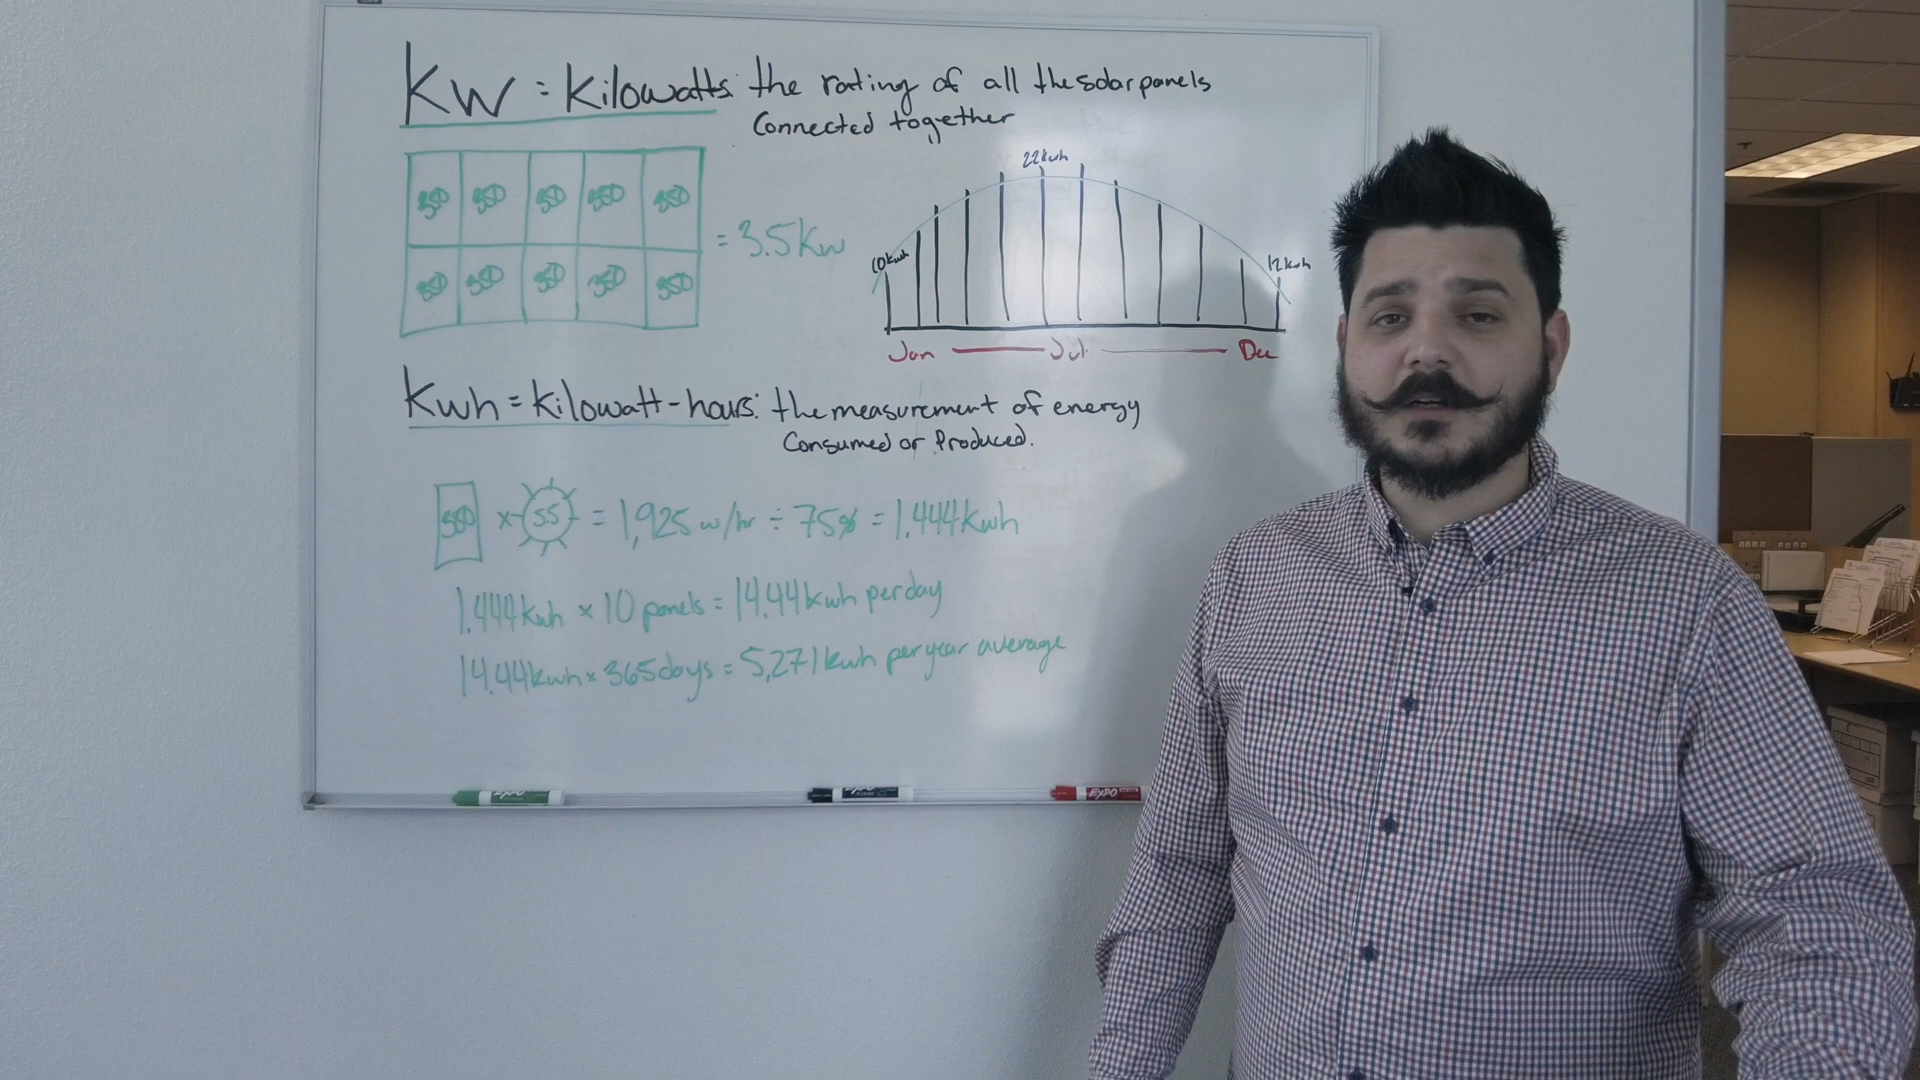 KW = Kilowatts: the rating of all the solar panels
Connected together
350 350 350 350 350
350 350 350 350 350
= 3.5 Kw
22kwh
10kwh
12kwh
Jan Jul Dec
Kwh = kilowatt-hours: the measurement of energy
Consumed or Produced.
350 × 5.5 = 1,925 w/hr ÷ 75% = 1.444 Kwh
1.444 Kwh × 10 panels = 14.44 kwh per day
14.44 kwh × 365 days = 5,271 kwh per year average
EXPO
EXPO